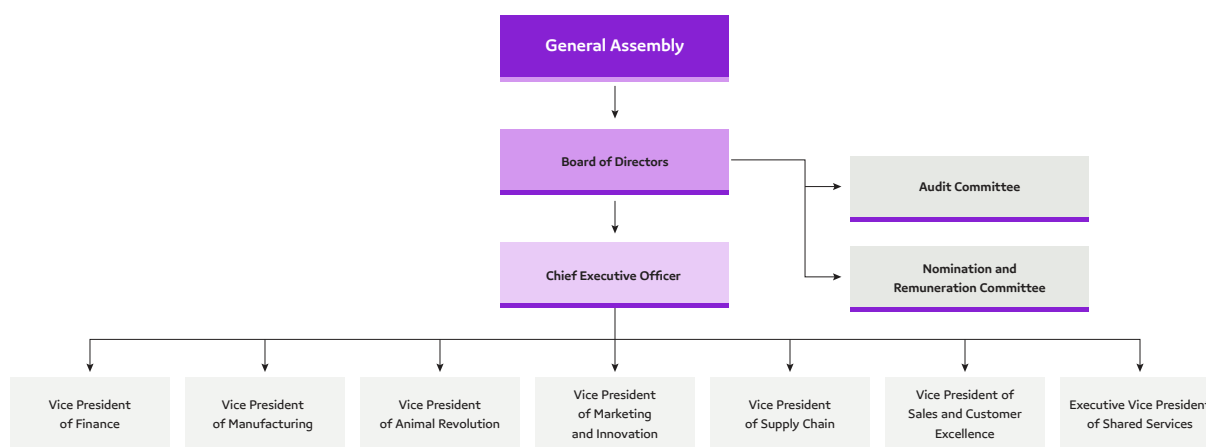 General Assembly
Board of Directors
Audit Committee
Chief Executive Officer
Nomination and
Remuneration Committee
Vice President
of Finance
Vice President
of Manufacturing
Vice President
of Animal Revolution
Vice President
of Marketing
and Innovation
Vice President
of Supply Chain
Vice President of
Sales and Customer
Excellence
Executive Vice President
of Shared Services